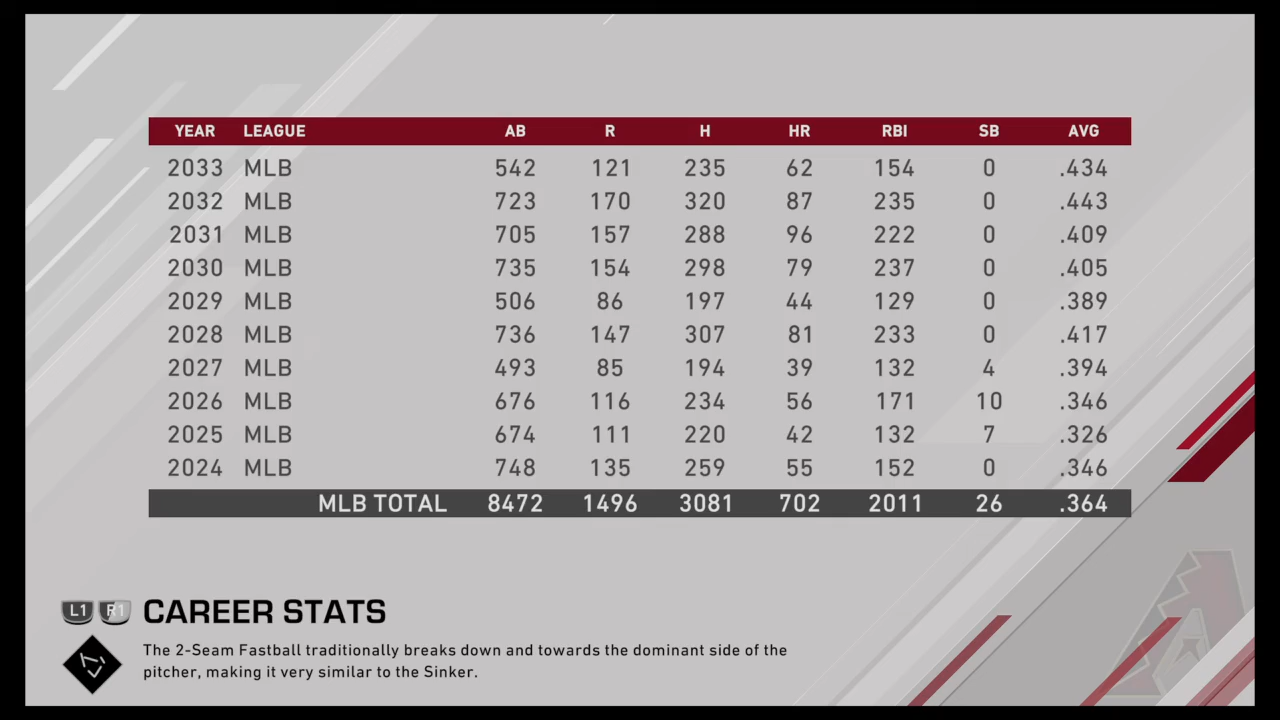 YEAR LEAGUE AB R H HR RBI SB AVG
2033 MLB 542 121 235 62 154 0 .434
2032 MLB 723 170 320 87 235 0 .443
2031 MLB 705 157 288 96 222 0 .409
2030 MLB 735 154 298 79 237 0 .405
2029 MLB 506 86 197 44 129 0 .389
2028 MLB 736 147 307 81 233 0 .417
2027 MLB 493 85 194 39 132 4 .394
2026 MLB 676 116 234 56 171 10 .346
2025 MLB 674 111 220 42 132 7 .326
2024 MLB 748 135 259 55 152 0 .346
MLB TOTAL 8472 1496 3081 702 2011 26 .364
L1 R1 CAREER STATS
The 2-Seam Fastball traditionally breaks down and towards the dominant side of the
pitcher, making it very similar to the Sinker.